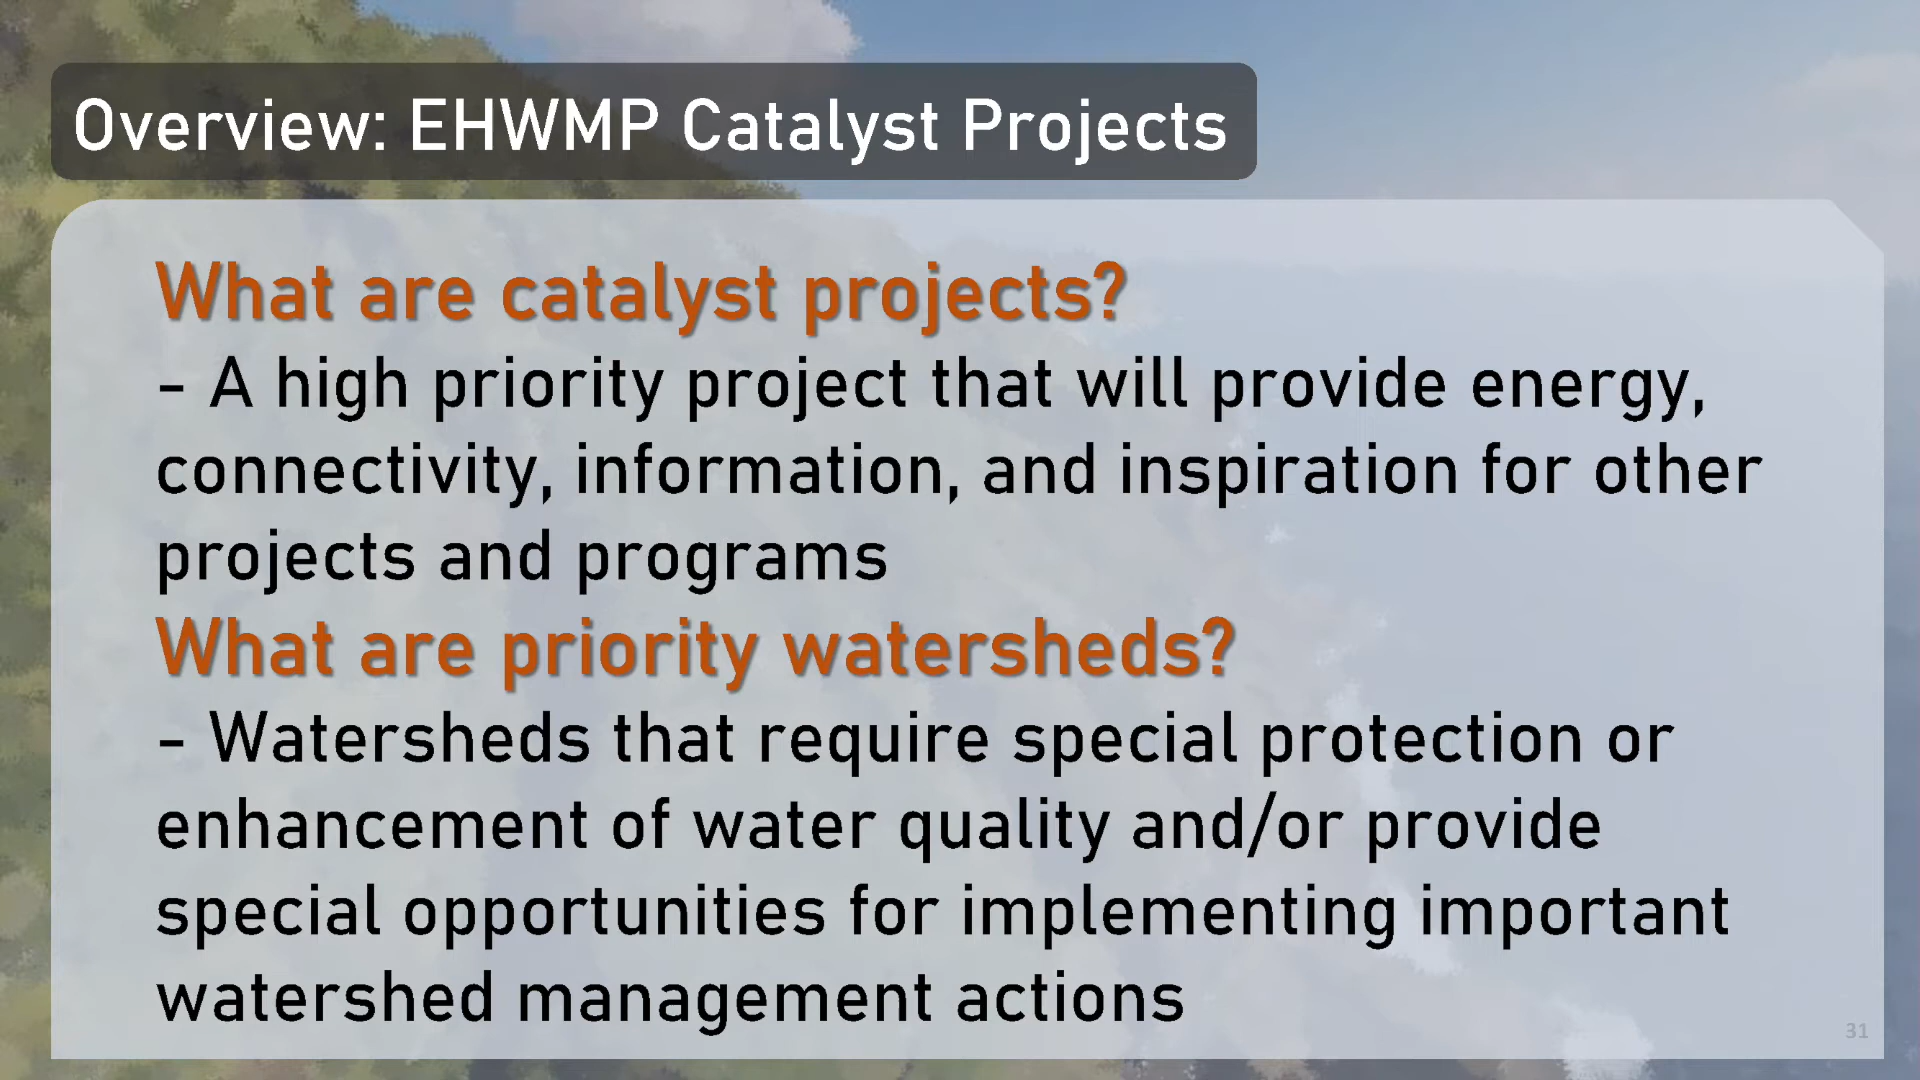 Overview: EHWMP Catalyst Projects
What are catalyst projects?
- A high priority project that will provide energy,
connectivity, information, and inspiration for other
projects and programs
What are priority watersheds?
- Watersheds that require special protection or
enhancement of water quality and/or provide
special opportunities for implementing important
watershed management actions
31